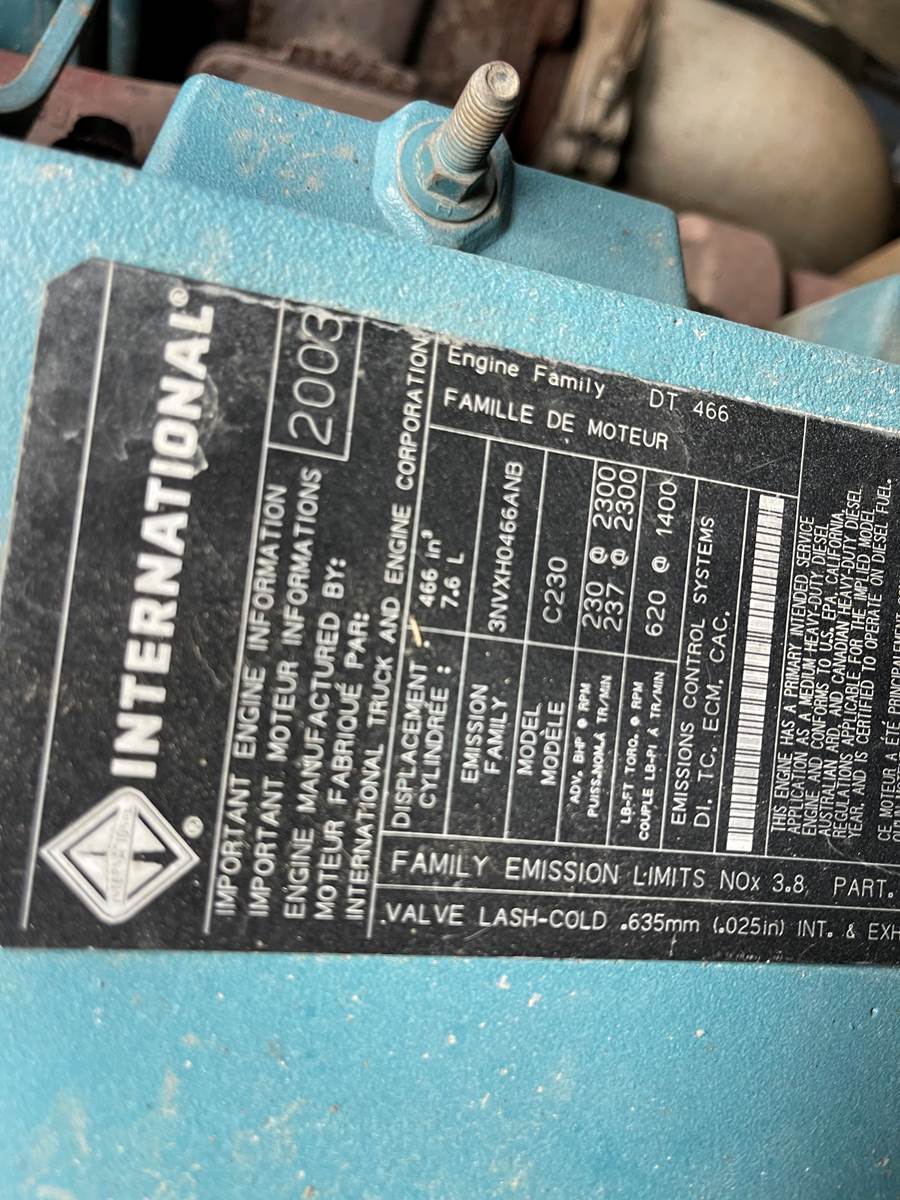 INTERNATIONAL®
INTERNATIONAL
®
IMPORTANT ENGINE INFORMATION
IMPORTANT MOTEUR INFORMATIONS
2003
ENGINE MANUFACTURED BY:
MOTEUR FABRIQUÉ PAR:
INTERNATIONAL TRUCK AND ENGINE CORPORATION
DISPLACEMENT : 466 in³
CYLINDRÉE : 7.6 L
EMISSION
FAMILY
3NVXH0466ANB
MODEL
MODÈLE
C230
ADV. BHP @ RPM 230 @ 2300
PUISS.NOM.À TR/MIN 237 @ 2300
LB-FT TORQ. @ RPM
COUPLE LB-PI À TR/MIN
620 @ 1400
EMISSIONS CONTROL SYSTEMS
DI. TC. ECM. CAC.
Engine Family DT 466
FAMILLE DE MOTEUR
THIS ENGINE HAS A PRIMARY INTENDED SERVICE
APPLICATION AS A MEDIUM HEAVY-DUTY DIESEL
ENGINE AND CONFORMS TO U.S. EPA, CALIFORNIA,
AUSTRALIAN AND, AND CANADIAN HEAVY-DUTY DIESEL
REGULATIONS APPLICABLE FOR THE IMPLIED MODEL
YEAR, AND IS CERTIFIED TO OPERATE ON DIESEL FUEL.
CE MOTEUR A ÉTÉ
FAMILY EMISSION LIMITS NOx 3.8 PART.
VALVE LASH-COLD .635mm (.025in) INT. & EXH